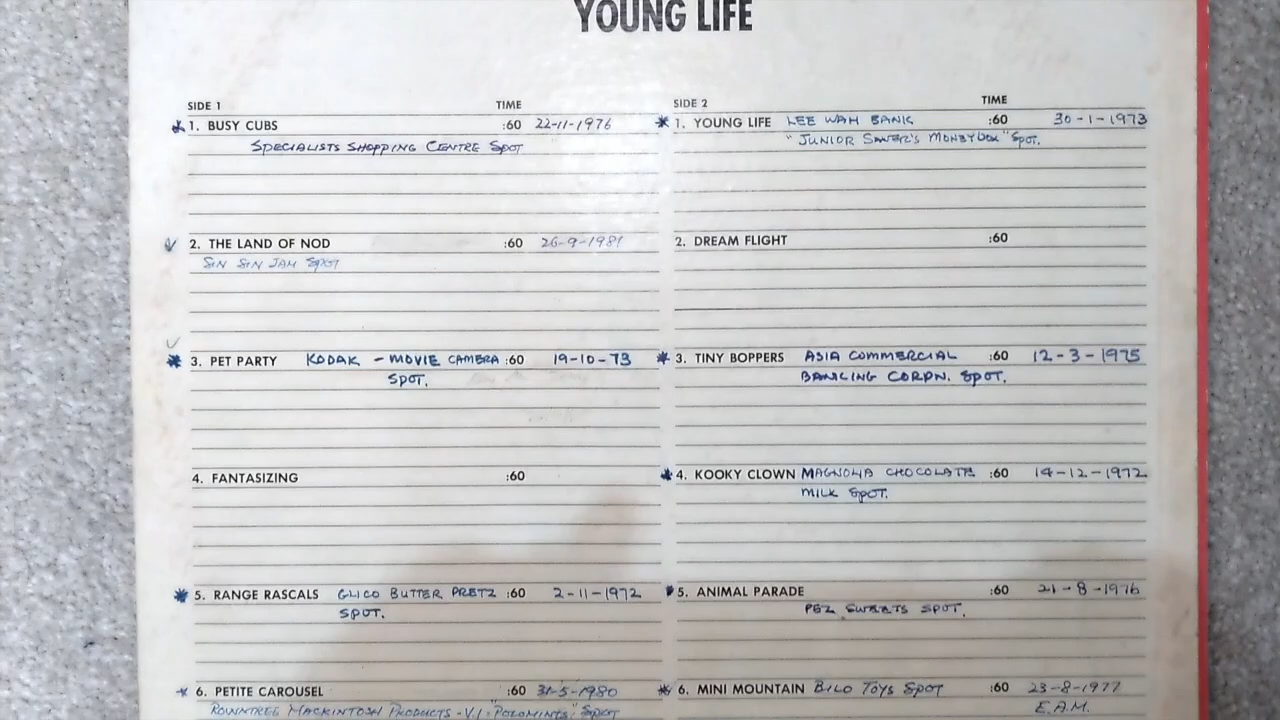 YOUNG LIFE
SIDE 1 TIME
1. BUSY CUBS :60 22-11-1976
SPECIALISTS SHOPPING CENTRE SPOT
2. THE LAND OF NOD :60 26-9-1981
SIN SIN JAM SPOT
3. PET PARTY KODAK - MOVIE CAMERA :60 19-10-73
SPOT.
4. FANTASIZING :60
5. RANGE RASCALS GLICO BUTTER PRETZ :60 2-11-1972
SPOT.
6. PETITE CAROUSEL :60 31-5-1980
ROWNTREE MACKINTOSH PRODUCTS - V.1: "POLOMINTS" SPOT
SIDE 2 TIME
1. YOUNG LIFE LEE WAH BANK :60 30-1-1973
"JUNIOR SAVER'S MONEYBOX" SPOT.
2. DREAM FLIGHT :60
3. TINY BOPPERS ASIA COMMERCIAL :60 12-3-1975
BANKING CORPN. SPOT.
4. KOOKY CLOWN MAGNOLIA CHOCOLATE :60 14-12-1972
MILK SPOT.
5. ANIMAL PARADE :60 21-8-1976
PEZ SWEETS SPOT.
6. MINI MOUNTAIN BILO TOYS SPOT :60 23-8-1977
E.A.M.